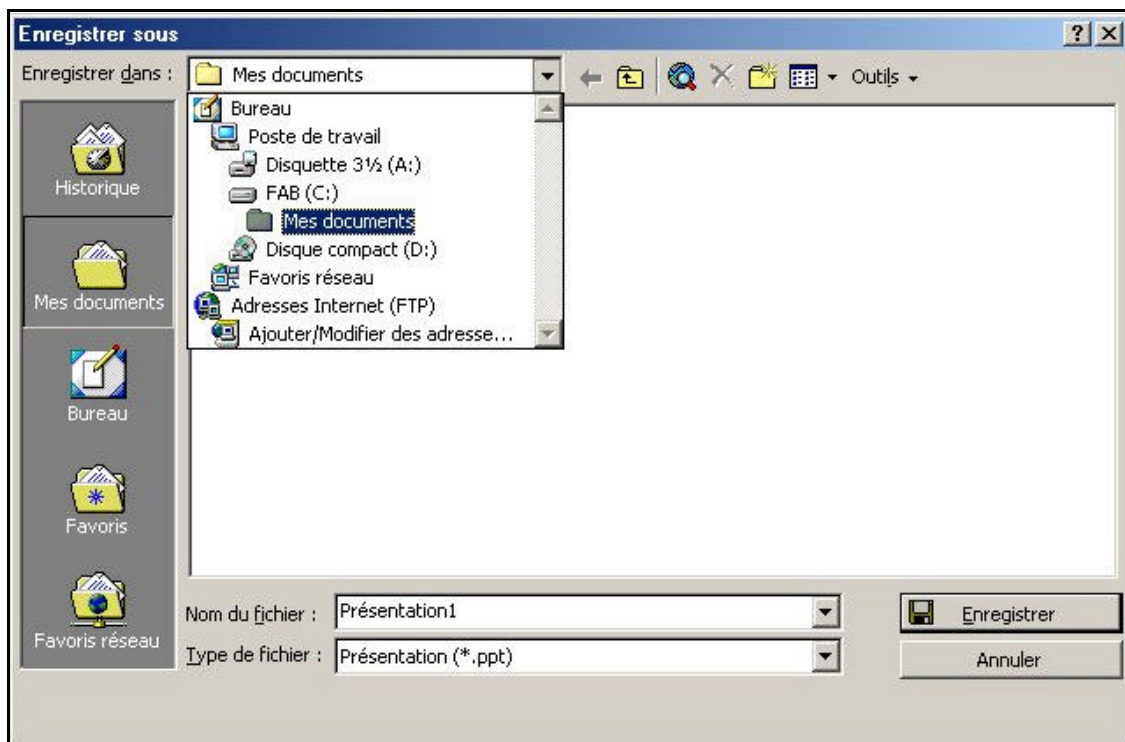 Enregistrer sous
Enregistrer dans :
Mes documents
Outils
Bureau
Poste de travail
Disquette 3½ (A:)
FAB (C:)
Mes documents
Disque compact (D:)
Favoris réseau
Adresses Internet (FTP)
Ajouter/Modifier des adresse...
Historique
Mes documents
Bureau
Favoris
Favoris réseau
Nom du fichier :
Présentation1
Enregistrer
Type de fichier :
Présentation (*.ppt)
Annuler